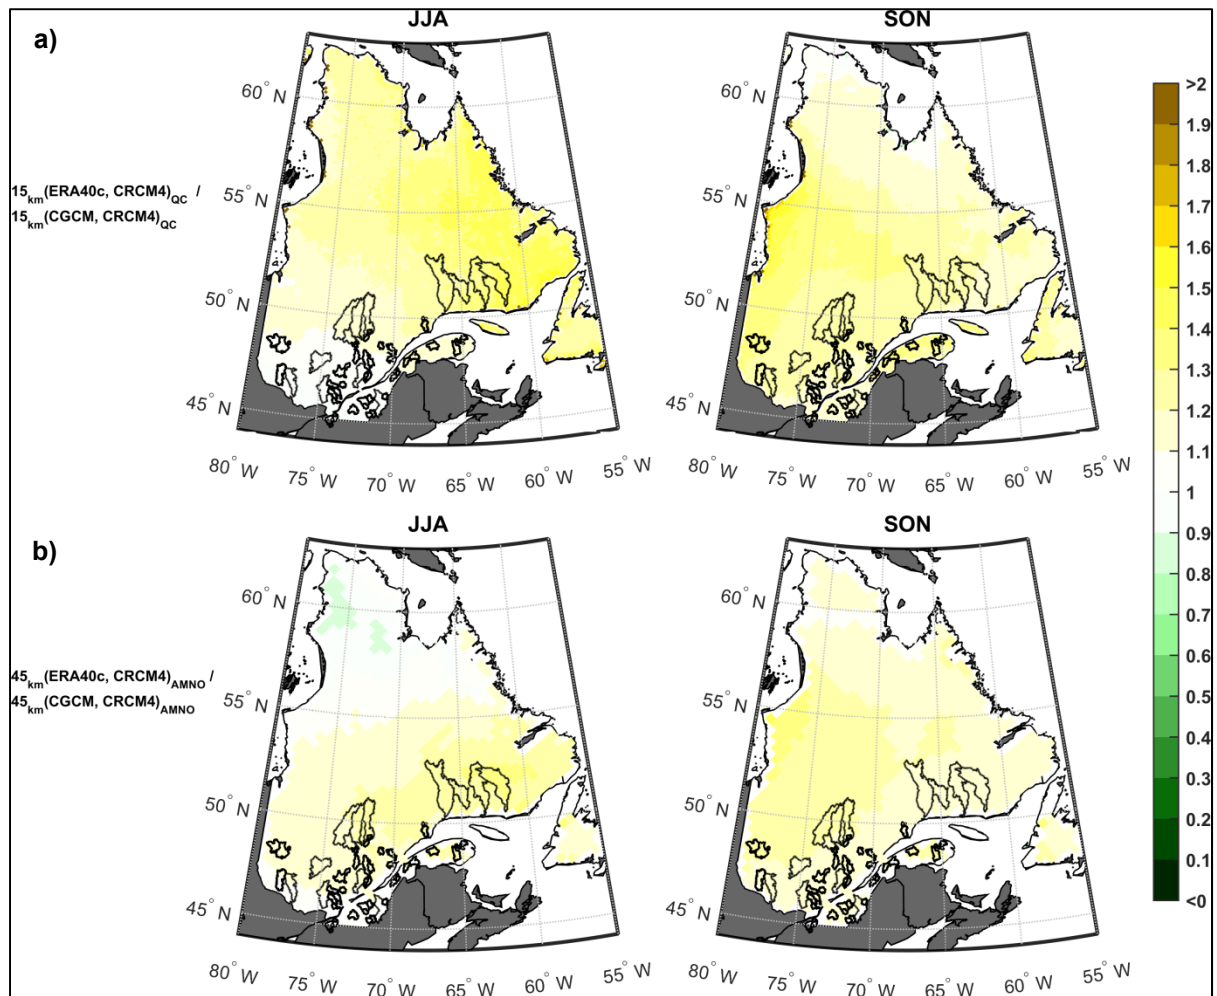 a)
JJA
SON
15km(ERA40c, CRCM4)QC /
15km(CGCM, CRCM4)QC
60° N
55° N
50° N
45° N
80° W
75° W
70° W
65° W
60° W
55° W
60° N
55° N
50° N
45° N
80° W
75° W
70° W
65° W
60° W
55° W
b)
JJA
SON
45km(ERA40c, CRCM4)AMNO /
45km(CGCM, CRCM4)AMNO
60° N
55° N
50° N
45° N
80° W
75° W
70° W
65° W
60° W
55° W
60° N
55° N
50° N
45° N
80° W
75° W
70° W
65° W
60° W
55° W
>2
1.9
1.8
1.7
1.6
1.5
1.4
1.3
1.2
1.1
1
0.9
0.8
0.7
0.6
0.5
0.4
0.3
0.2
0.1
<0